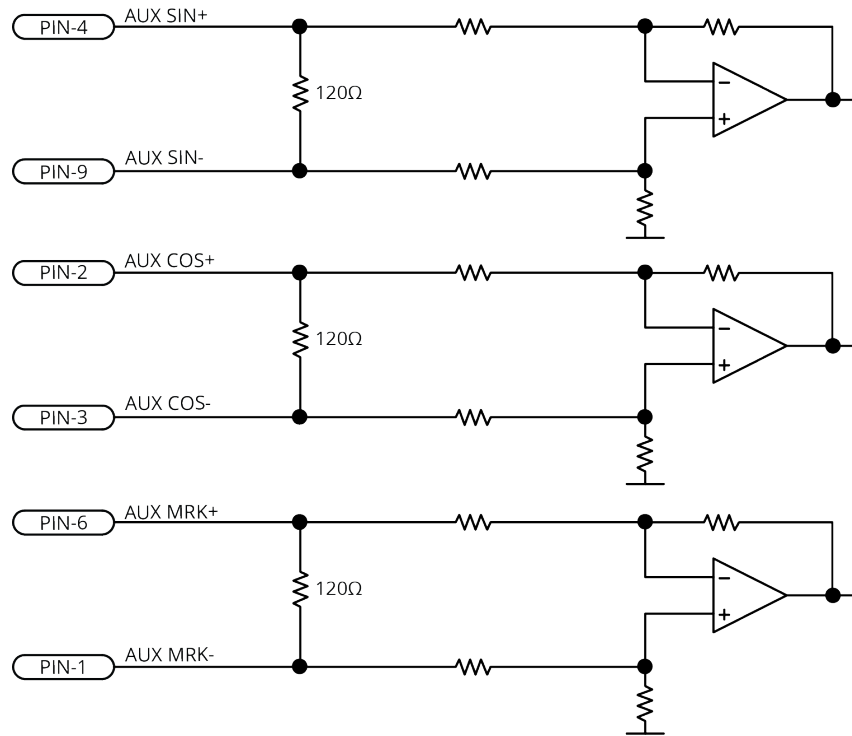 PIN-4 AUX SIN+
120Ω
−
+
PIN-9 AUX SIN-
PIN-2 AUX COS+
120Ω
−
+
PIN-3 AUX COS-
PIN-6 AUX MRK+
120Ω
−
+
PIN-1 AUX MRK-